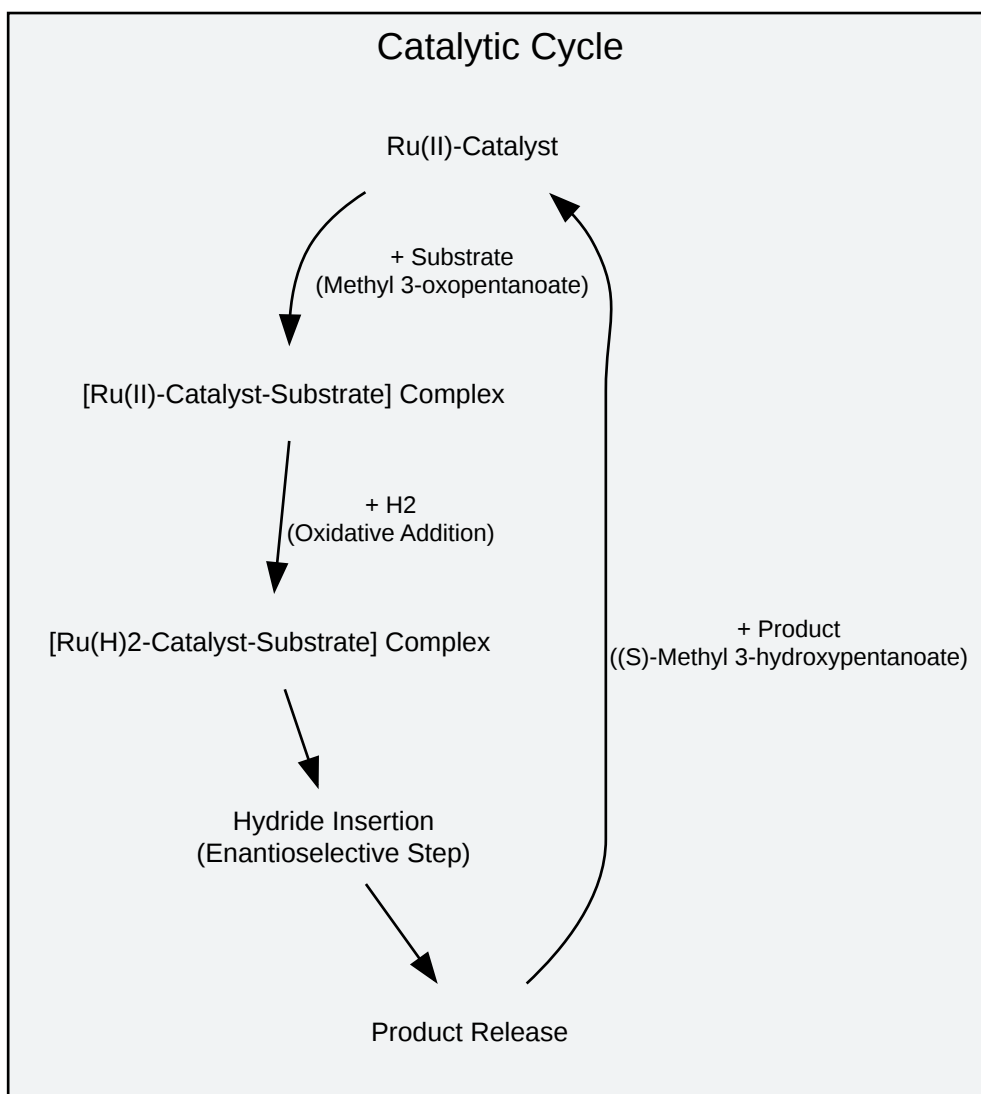 Catalytic Cycle
Ru(II)-Catalyst
+ Substrate
(Methyl 3-oxopentanoate)
[Ru(II)-Catalyst-Substrate] Complex
+ H2
(Oxidative Addition)
[Ru(H)2-Catalyst-Substrate] Complex
+ Product
((S)-Methyl 3-hydroxypentanoate)
Hydride Insertion
(Enantioselective Step)
Product Release